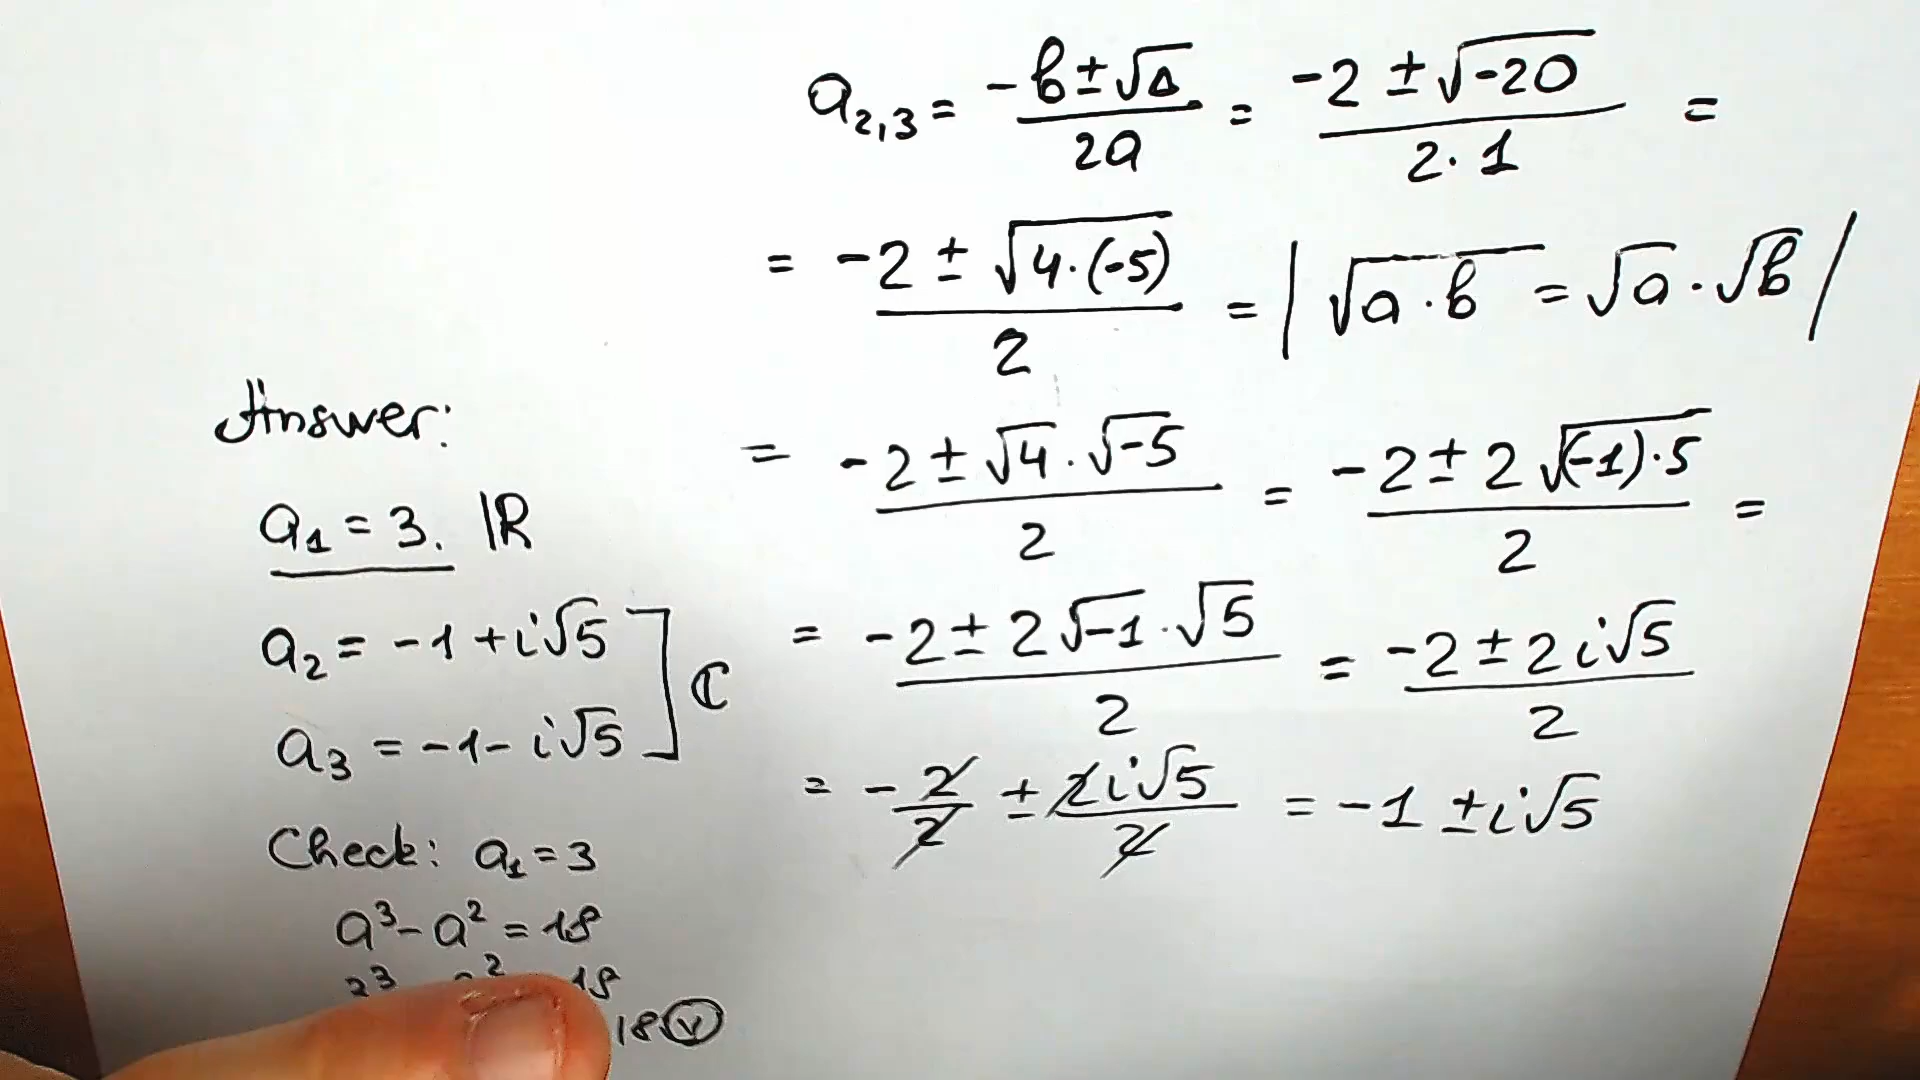 a₂,₃ = (-b ± √Δ)/(2a) = (-2 ± √-20)/(2·1) =
= (-2 ± √(4·(-5)))/2 = | √(a·b) = √a · √b |
= (-2 ± √4 · √-5)/2 = (-2 ± 2√((-1)·5))/2 =
= (-2 ± 2√-1 · √5)/2 = (-2 ± 2i√5)/2
= -2/2 ± 2i√5/2 = -1 ± i√5
Answer:
a₁ = 3. ℝ
a₂ = -1 + i√5
a₃ = -1 - i√5
ℂ
Check: a₁ = 3
a³ - a² = 18
18
18 v